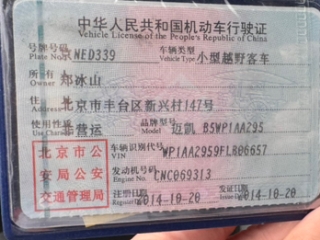 中华人民共和国机动车行驶证
Vehicle License of the People's Republic of China
号牌号码 NED339 车辆类型 小型越野客车
Plate No. Vehicle Type
所有 郑冰山
Owner
住 北京市丰台区新兴村147号
Address
使用性质 营运 品牌型号 迈凯 B5WP1AA295
Use Character Model
北京市公安局公安交通管理局
车辆识别代号 WP1AA2959FLB06657
VIN
发动机号码 CNC069313
Engine No.
注册日期 2014-10-20 发证日期 2014-10-20
Register Date Issue Date